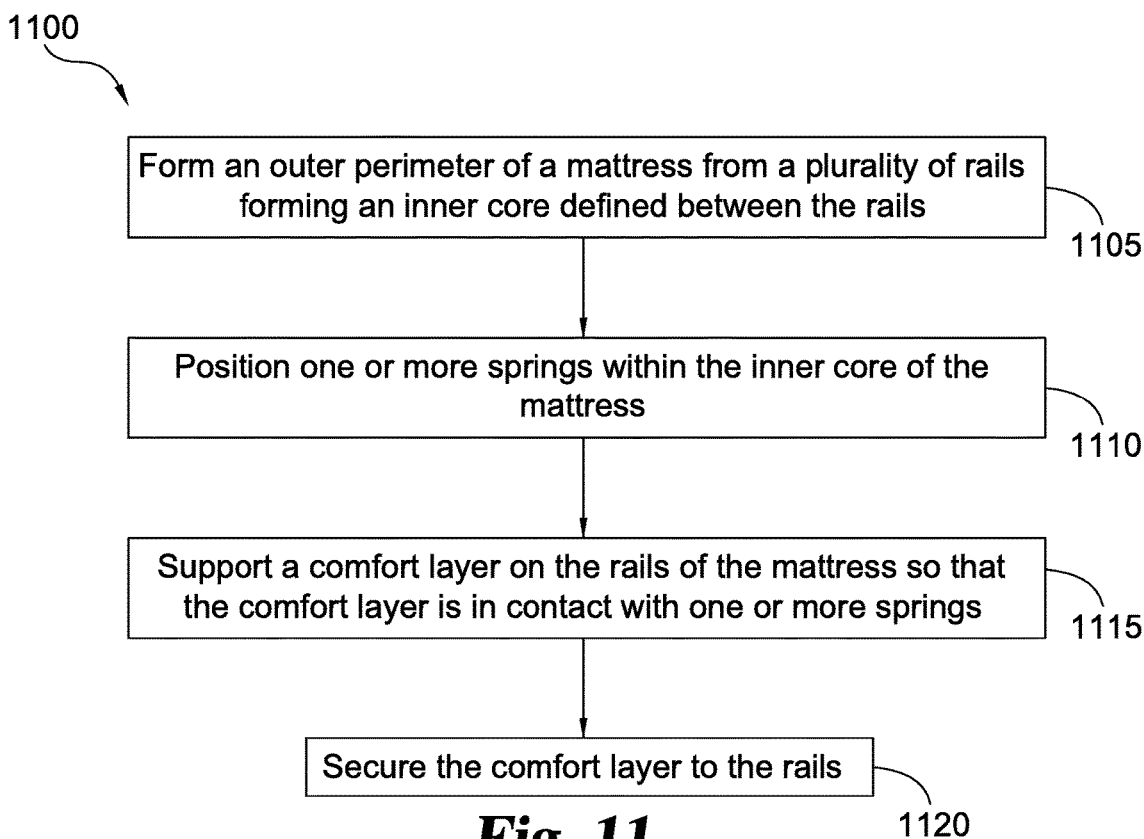 1100
Form an outer perimeter of a mattress from a plurality of rails
forming an inner core defined between the rails
1105
Position one or more springs within the inner core of the
mattress
1110
Support a comfort layer on the rails of the mattress so that
the comfort layer is in contact with one or more springs
1115
Secure the comfort layer to the rails
1120
Fig. 11